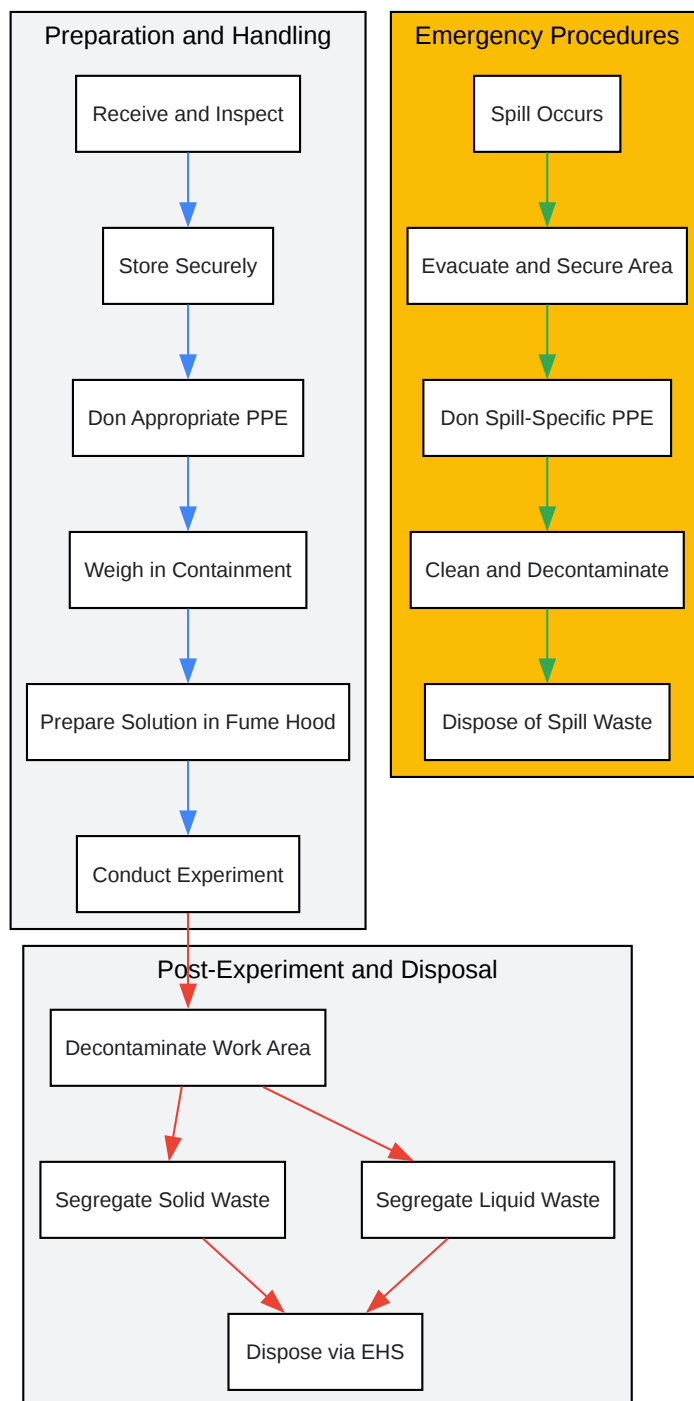 Preparation and Handling
Receive and Inspect
Store Securely
Don Appropriate PPE
Weigh in Containment
Prepare Solution in Fume Hood
Conduct Experiment
Emergency Procedures
Spill Occurs
Evacuate and Secure Area
Don Spill-Specific PPE
Clean and Decontaminate
Dispose of Spill Waste
Post-Experiment and Disposal
Decontaminate Work Area
Segregate Solid Waste
Segregate Liquid Waste
Dispose via EHS